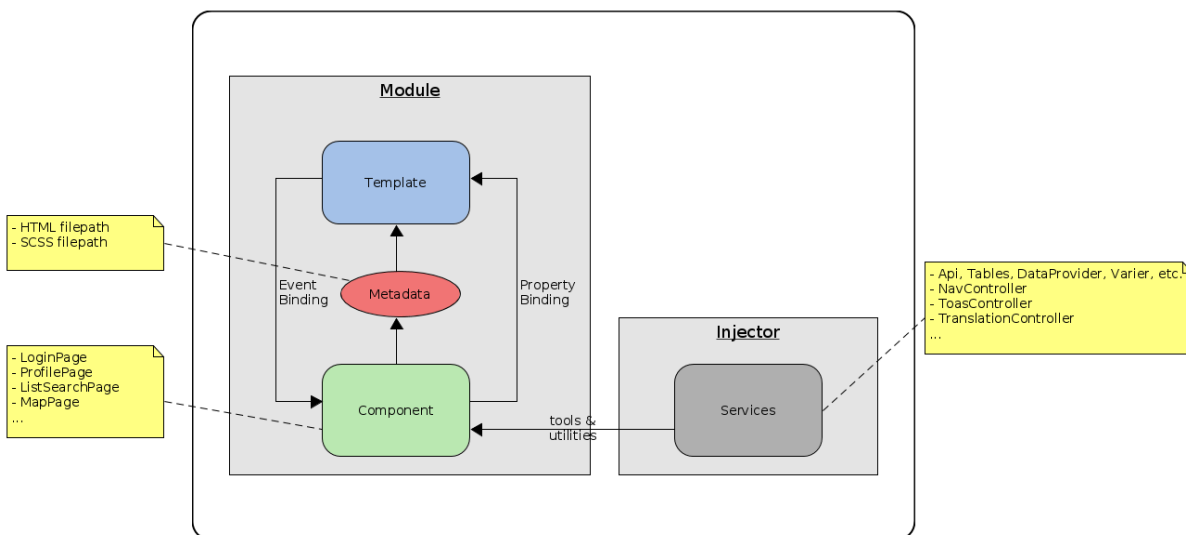 Module
Template
- HTML filepath
- SCSS filepath
Event
Binding
Property
Binding
Metadata
- Api, Tables, DataProvider, Varier, etc.
- NavController
- ToasController
- TranslationController
...
Injector
- LoginPage
- ProfilePage
- ListSearchPage
- MapPage
...
Component
tools &
utilities
Services